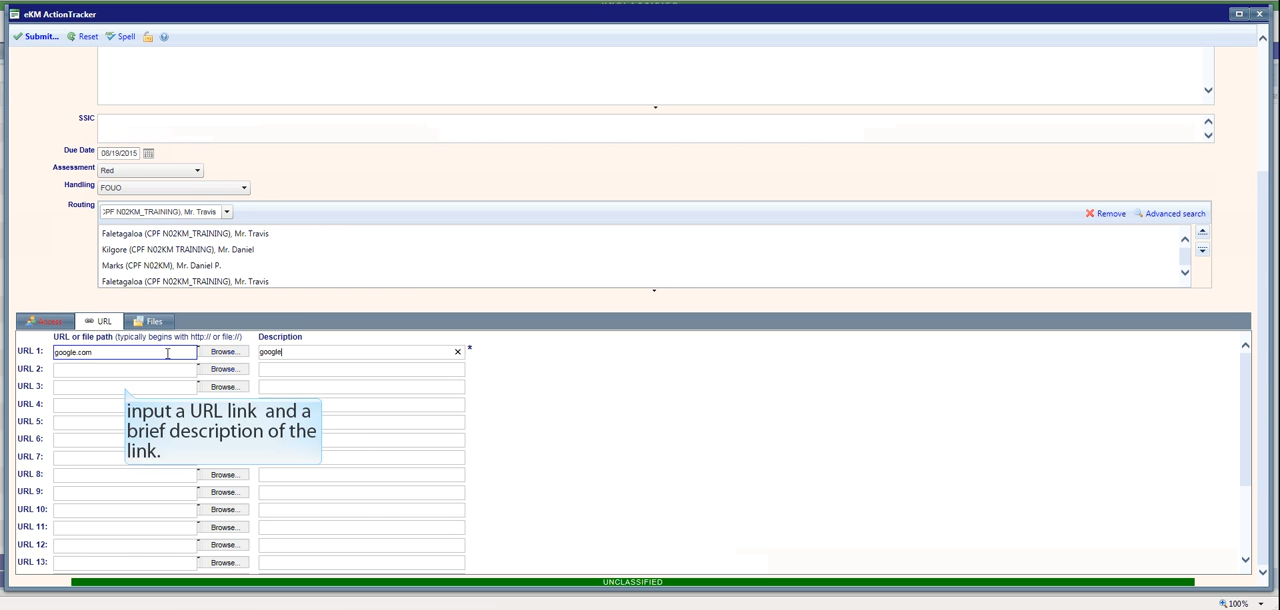 eKM ActionTracker
Submit... Reset Spell
SSIC
Due Date 08/19/2015
Assessment Red
Handling FOUO
Routing CPF N02KM_TRAINING), Mr. Travis Remove Advanced search
Faletagaloa (CPF N02KM_TRAINING), Mr. Travis
Kilgore (CPF N02KM TRAINING), Mr. Daniel
Marks (CPF N02KM), Mr. Daniel P.
Faletagaloa (CPF N02KM_TRAINING), Mr. Travis
URL Files
URL or file path (typically begins with http:// or file://) Description
URL 1: google.com Browse... google *
URL 2: Browse...
URL 3: Browse...
URL 4:
URL 5:
URL 6:
URL 7:
input a URL link and a
brief description of the
link.
URL 8: Browse...
URL 9: Browse...
URL 10: Browse...
URL 11: Browse...
URL 12: Browse...
URL 13: Browse...
UNCLASSIFIED
100%